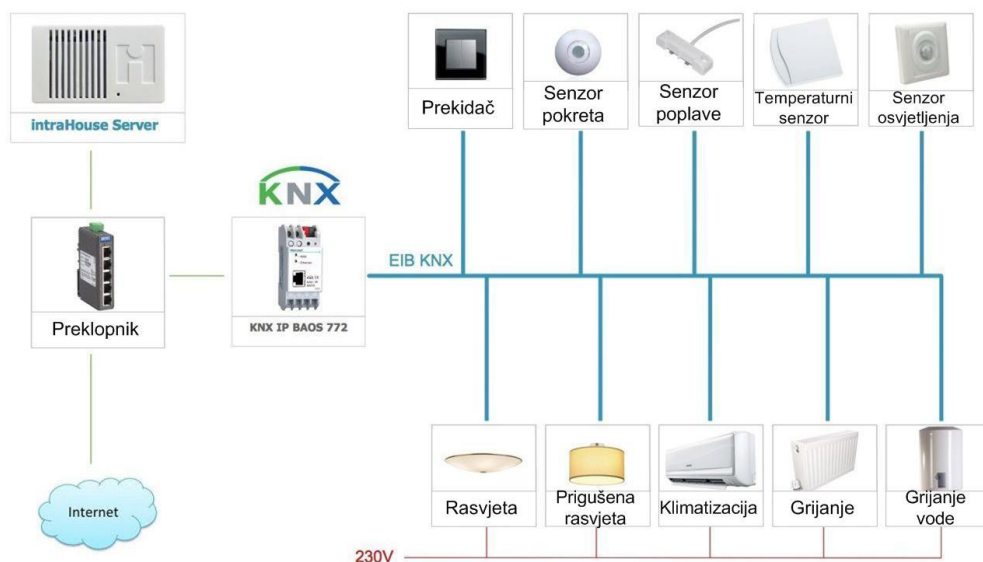 intraHouse Server
Prekidač
Senzor
pokreta
Senzor
poplave
Temperaturni
senzor
Senzor
osvjetljenja
KNX
EIB KNX
Preklopnik
KNX IP BAOS 772
Internet
Rasvjeta
Prigušena
rasvjeta
Klimatizacija
Grijanje
Grijanje
vode
230V